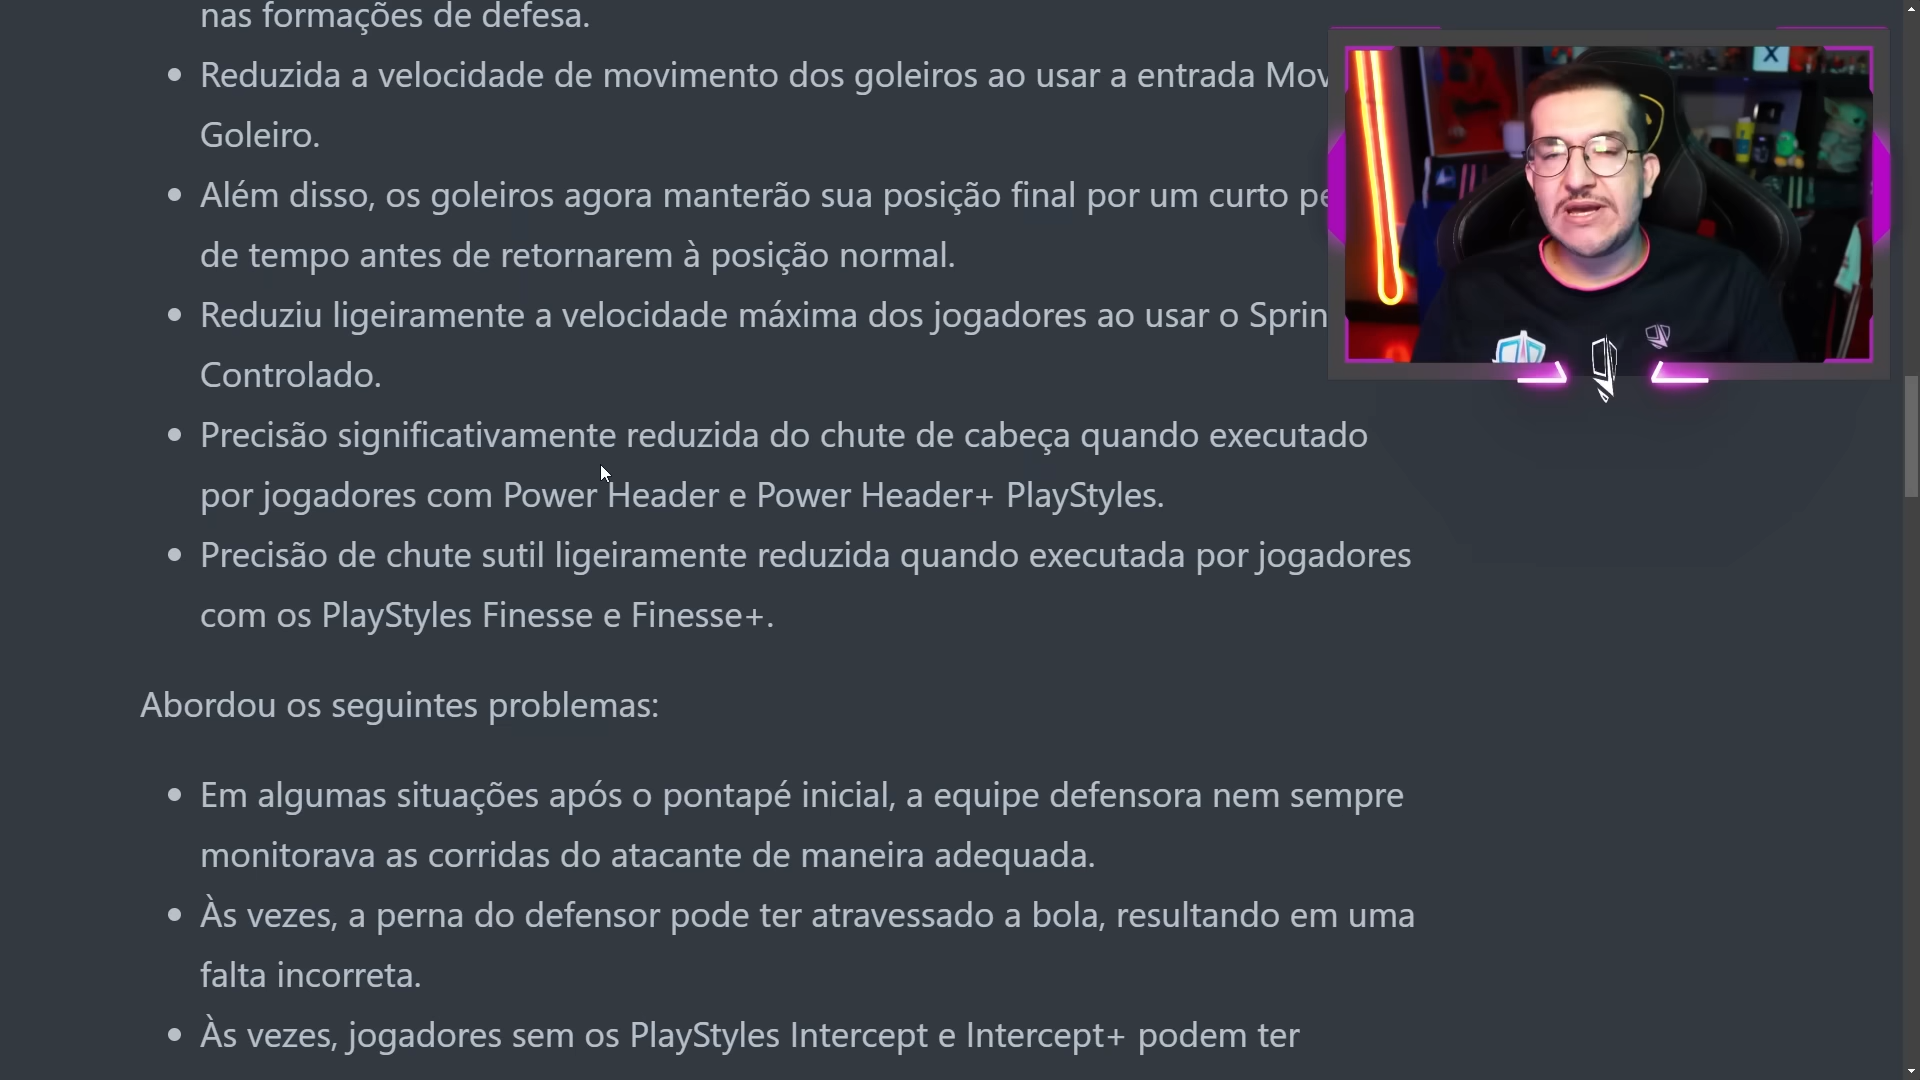 nas formações de defesa.
Reduzida a velocidade de movimento dos goleiros ao usar a entrada Mov
Goleiro.
Além disso, os goleiros agora manterão sua posição final por um curto pe
de tempo antes de retornarem à posição normal.
Reduziu ligeiramente a velocidade máxima dos jogadores ao usar o Sprin
Controlado.
Precisão significativamente reduzida do chute de cabeça quando executado
por jogadores com Power Header e Power Header+ PlayStyles.
Precisão de chute sutil ligeiramente reduzida quando executada por jogadores
com os PlayStyles Finesse e Finesse+.
Abordou os seguintes problemas:
Em algumas situações após o pontapé inicial, a equipe defensora nem sempre
monitorava as corridas do atacante de maneira adequada.
Às vezes, a perna do defensor pode ter atravessado a bola, resultando em uma
falta incorreta.
Às vezes, jogadores sem os PlayStyles Intercept e Intercept+ podem ter